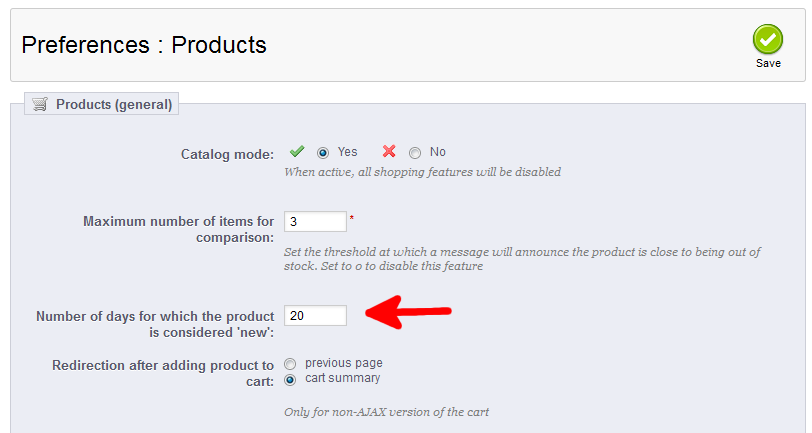 Preferences : Products
Save
Products (general)
Catalog mode: Yes No
When active, all shopping features will be disabled
Maximum number of items for
comparison:
3 *
Set the threshold at which a message will announce the product is close to being out of
stock. Set to 0 to disable this feature
Number of days for which the product
is considered 'new':
20
Redirection after adding product to
cart:
previous page
cart summary
Only for non-AJAX version of the cart